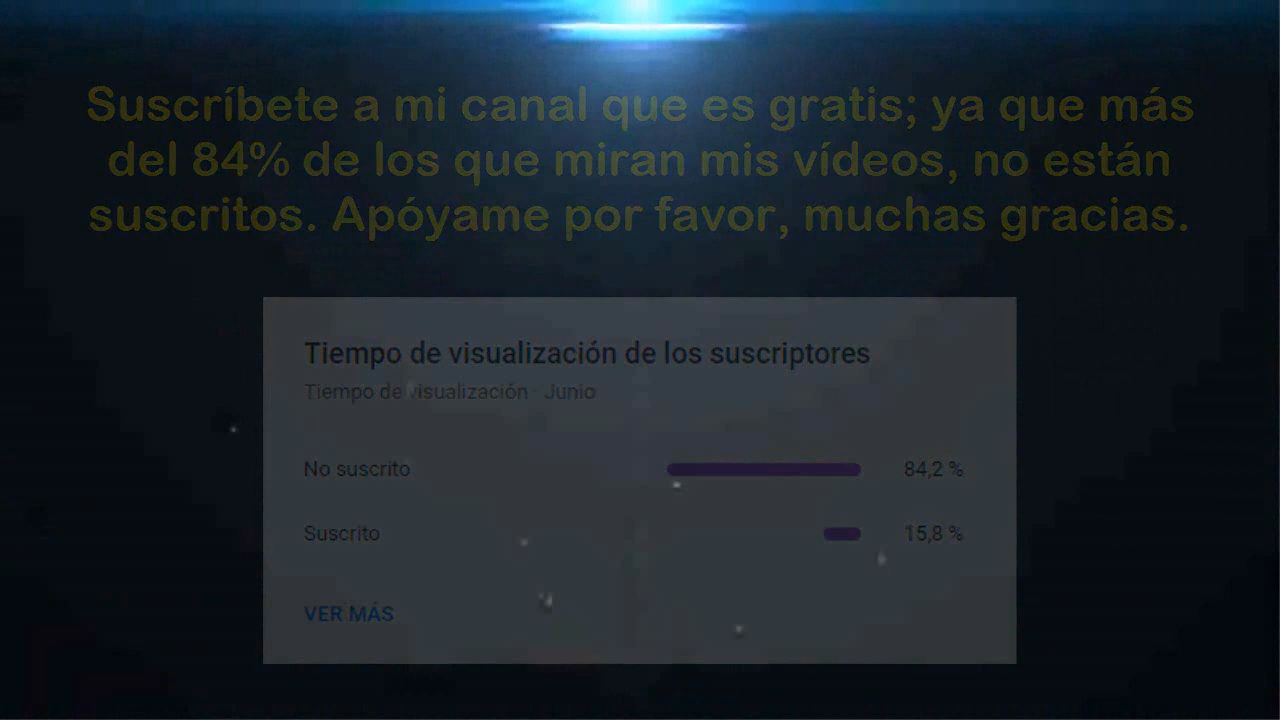 Suscríbete a mi canal que es gratis; ya que más
del 84% de los que miran mis vídeos, no están
suscritos. Apóyame por favor, muchas gracias.
Tiempo de visualización de los suscriptores
Tiempo de visualización · Junio
No suscrito 84,2 %
Suscrito 15,8 %
VER MÁS